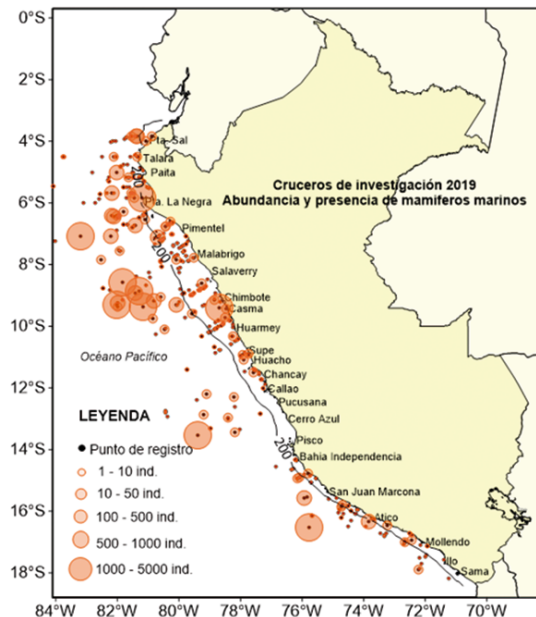 0°S
2°S
4°S
6°S
8°S
10°S
12°S
14°S
16°S
18°S
84°W
82°W
80°W
78°W
76°W
74°W
72°W
70°W
Cruceros de investigación 2019
Abundancia y presencia de mamiferos marinos
Pta. Sal
Talara
Paita
200
Pta. La Negra
Pimentel
200
Malabrigo
Salaverry
Chimbote
Casma
Huarmey
Supe
Huacho
Chancay
Callao
Pucusana
Cerro Azul
Pisco
200
Bahia Independencia
San Juan Marcona
Atico
Mollendo
Ilo
Sama
Océano Pacífico
LEYENDA
Punto de registro
1 - 10 ind.
10 - 50 ind.
100 - 500 ind.
500 - 1000 ind.
1000 - 5000 ind.